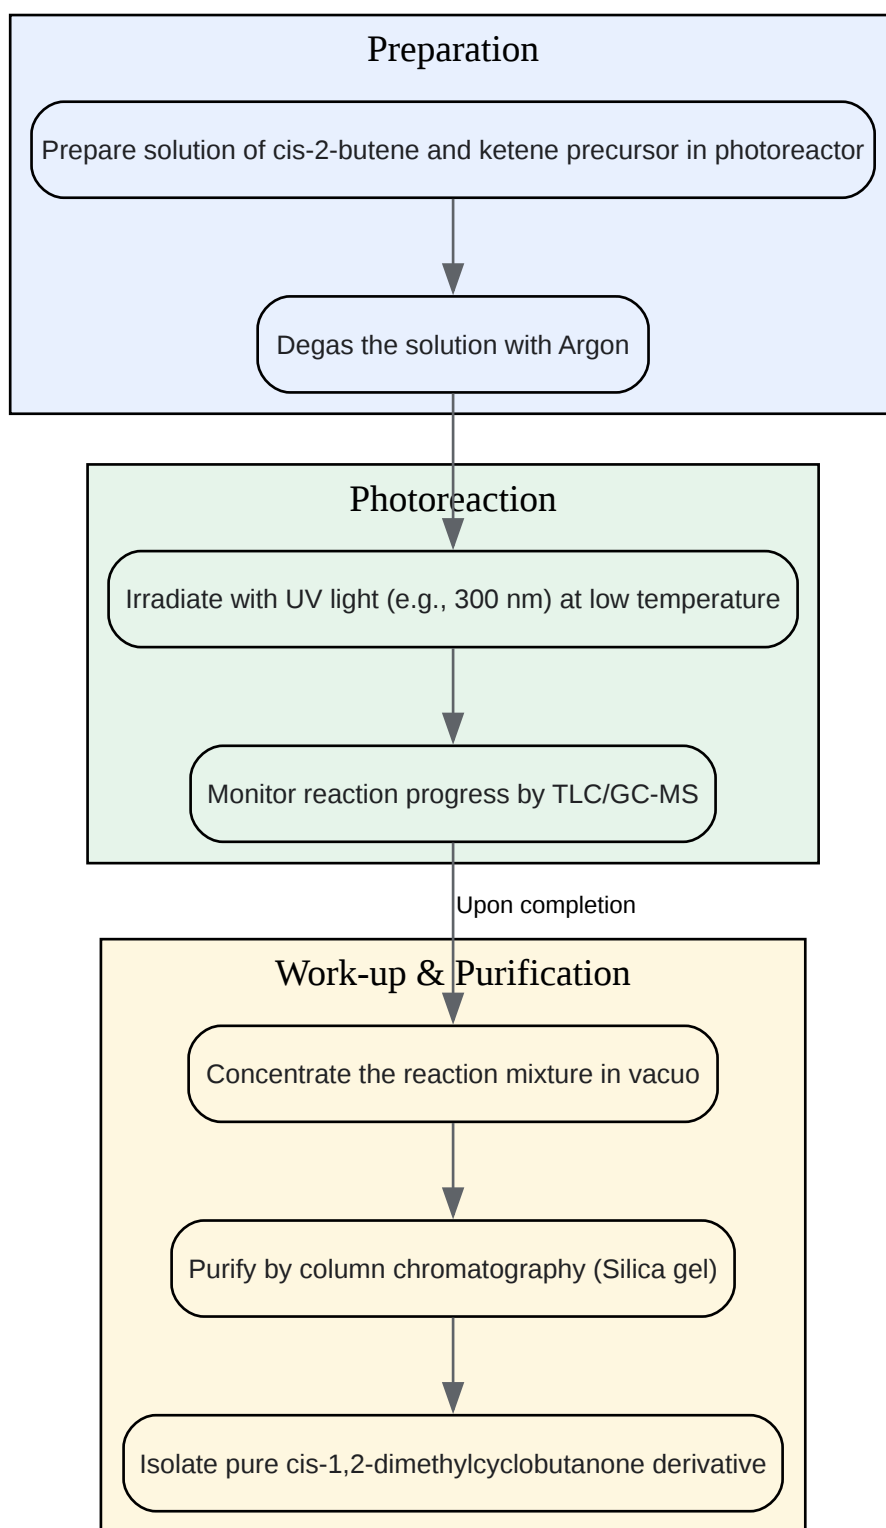 Preparation
Prepare solution of cis-2-butene and ketene precursor in photoreactor
Degas the solution with Argon
Photoreaction
Irradiate with UV light (e.g., 300 nm) at low temperature
Monitor reaction progress by TLC/GC-MS
Upon completion
Work-up & Purification
Concentrate the reaction mixture in vacuo
Purify by column chromatography (Silica gel)
Isolate pure cis-1,2-dimethylcyclobutanone derivative